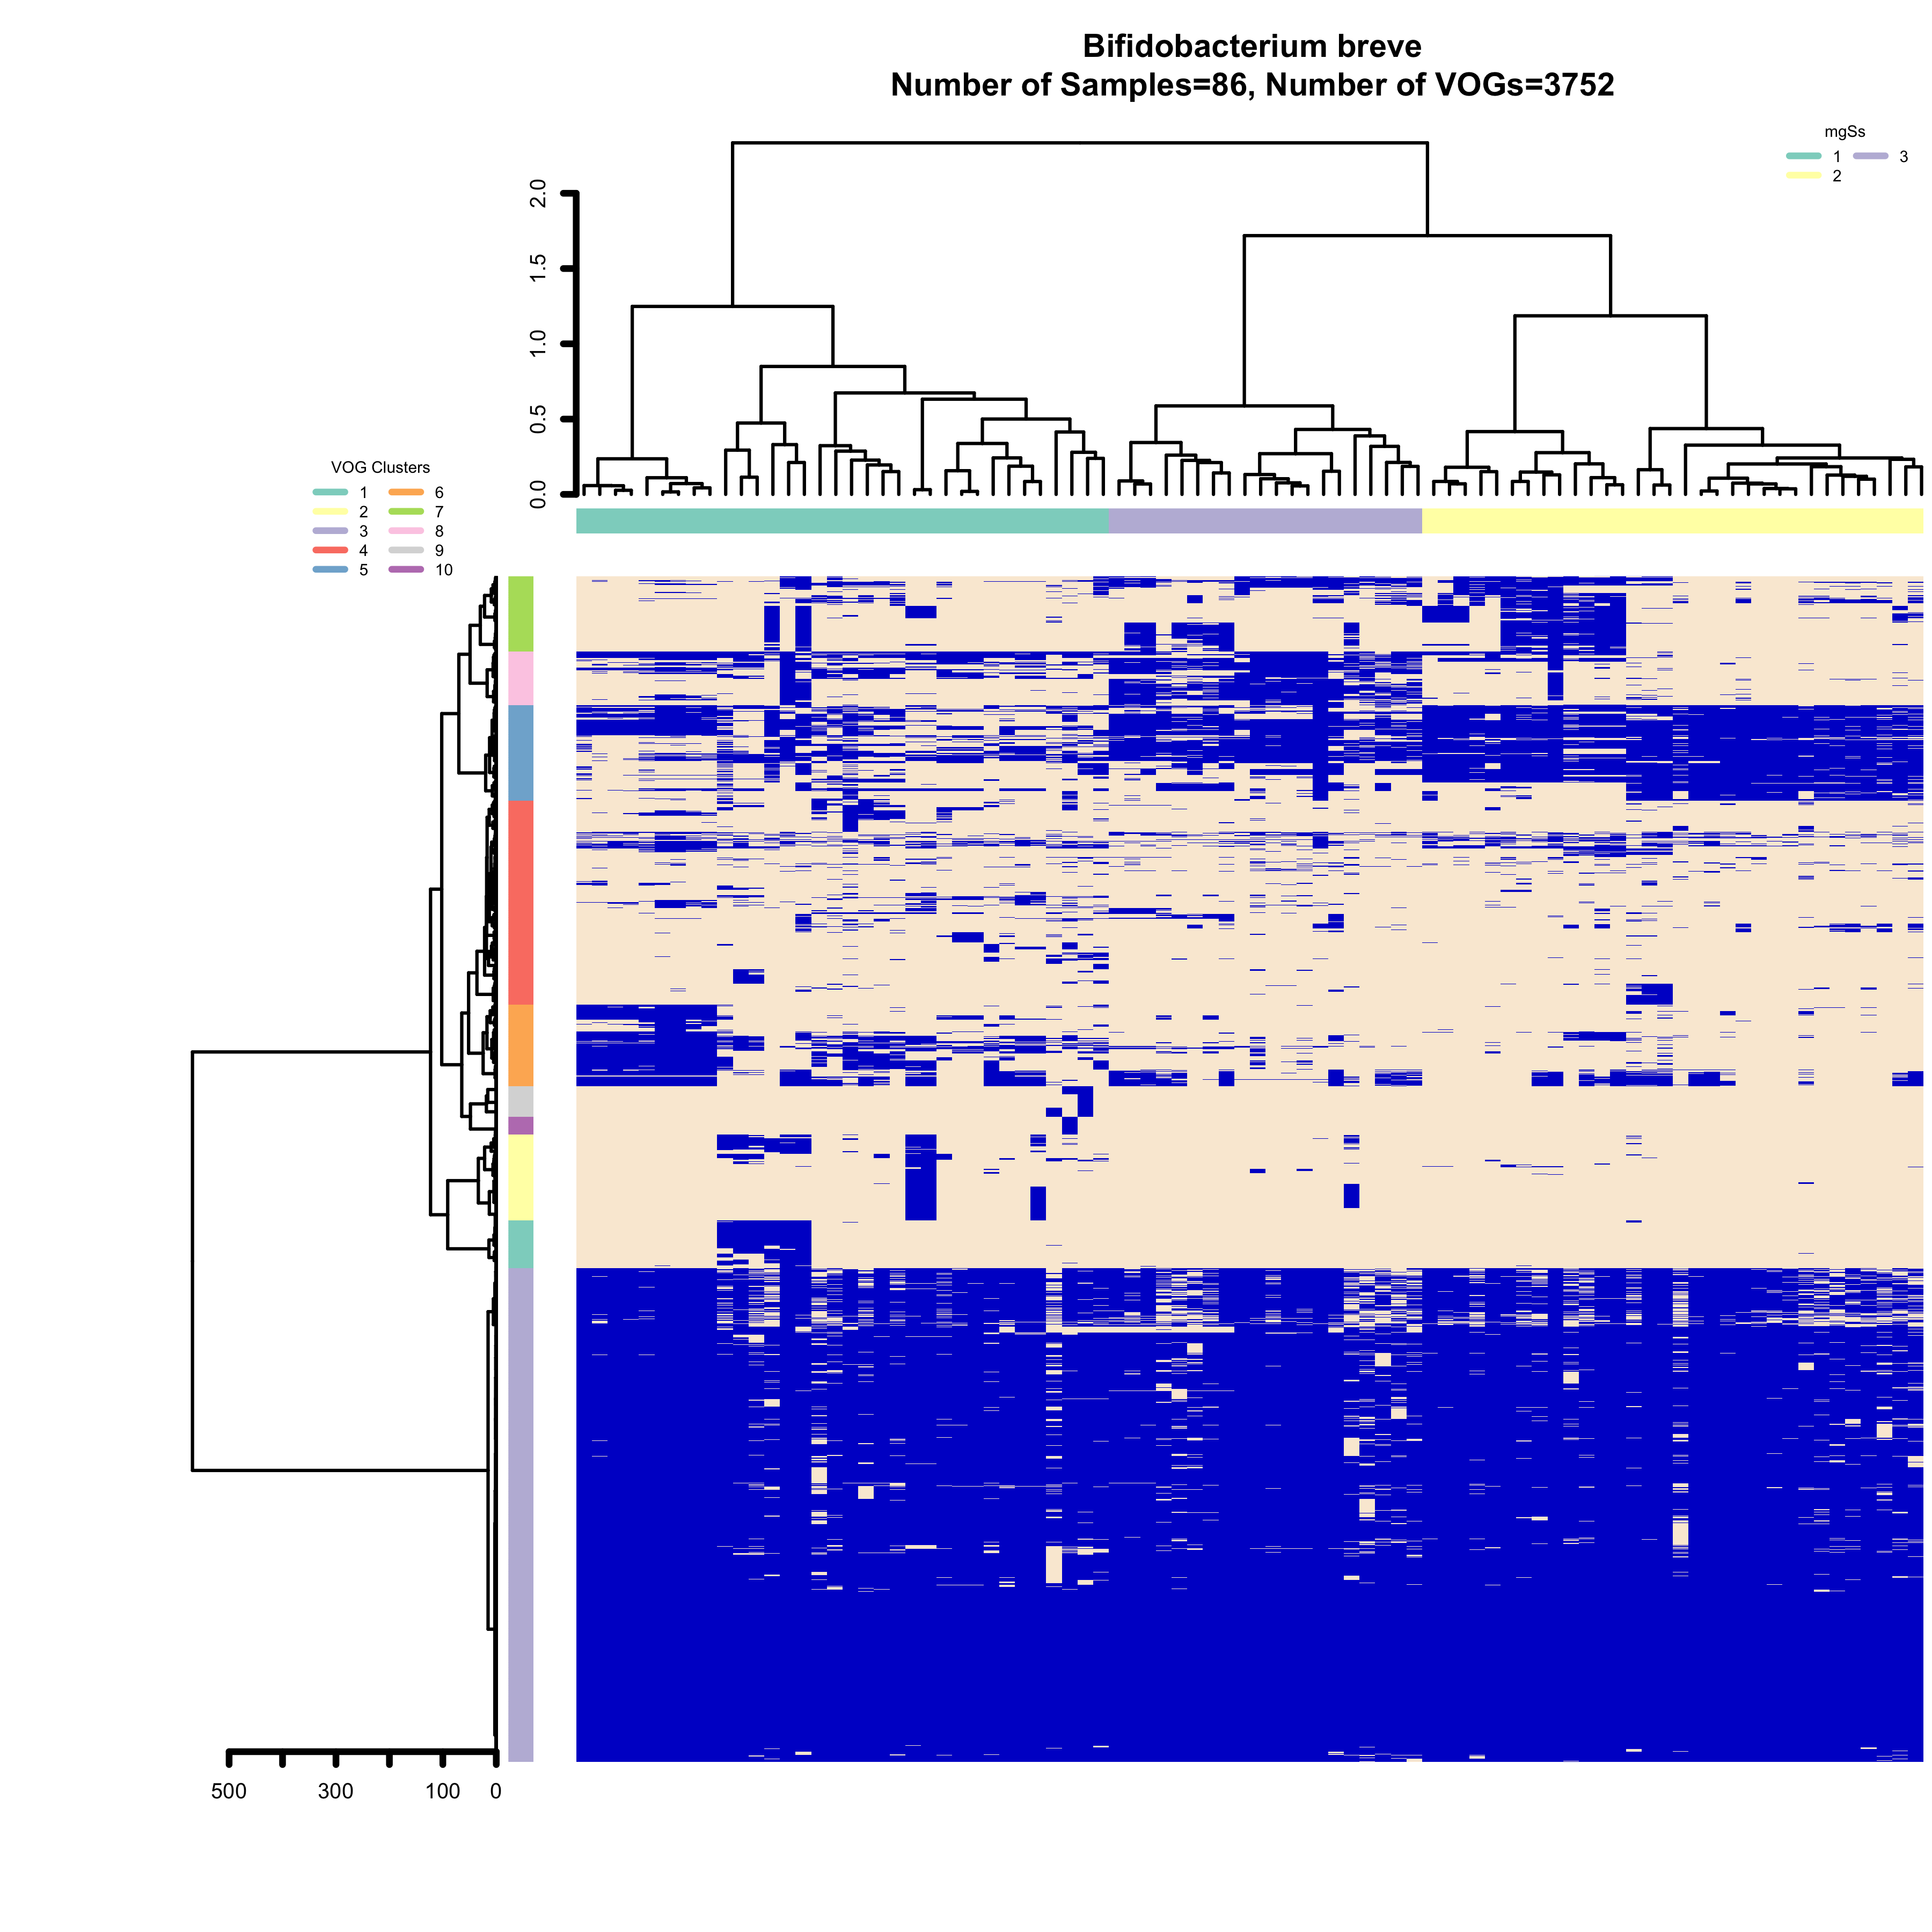 Bifidobacterium breve
Number of Samples=86, Number of VOGs=3752
mgSs
1 3
2
2.0
1.5
1.0
0.5
0.0
VOG Clusters
1 6
2 7
3 8
4 9
5 10
500 300 100 0